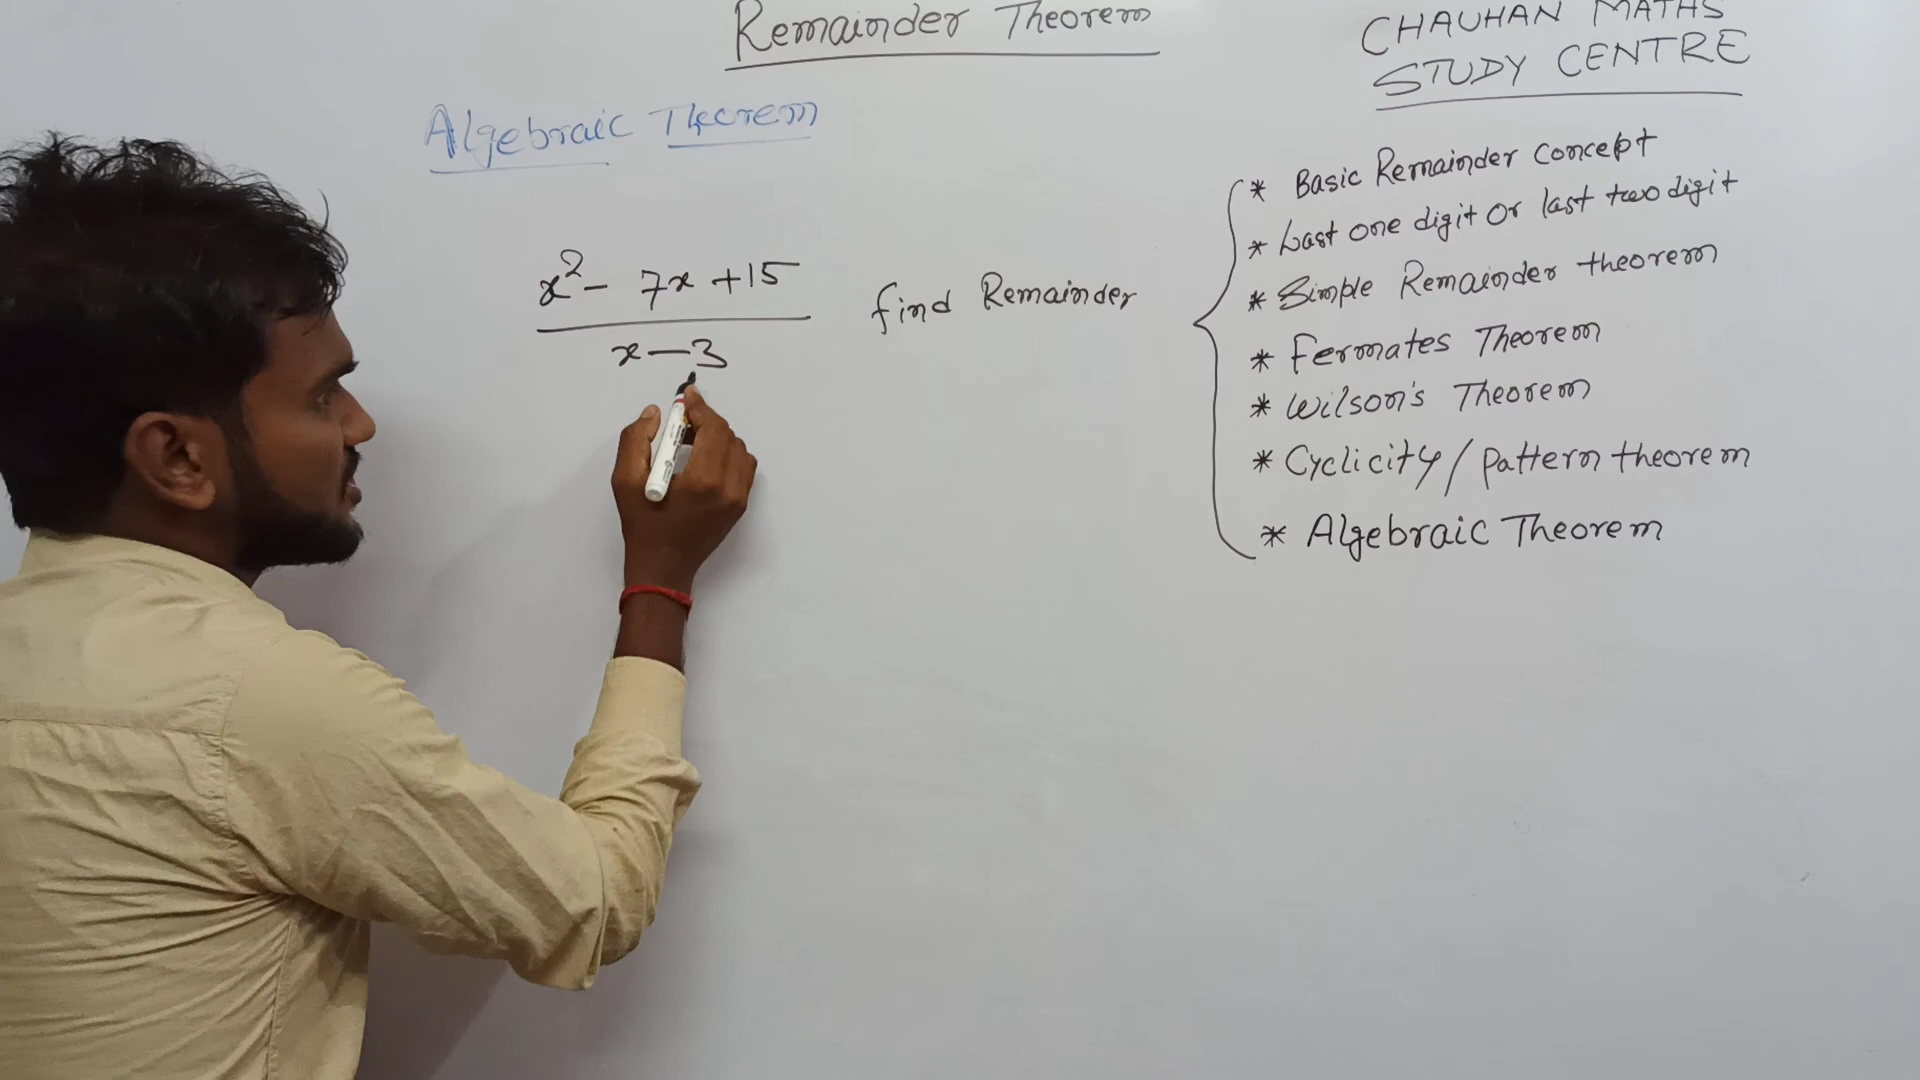 Remainder Theorem
CHAUHAN MATHS
STUDY CENTRE
Algebraic Theorem
x² - 7x +15
x - 3
find Remainder
* Basic Remainder concept
* Last one digit or last two digit
* Simple Remainder theorem
* Fermates Theorem
* Wilson's Theorem
* Cyclicity / pattern theorem
* Algebraic Theorem